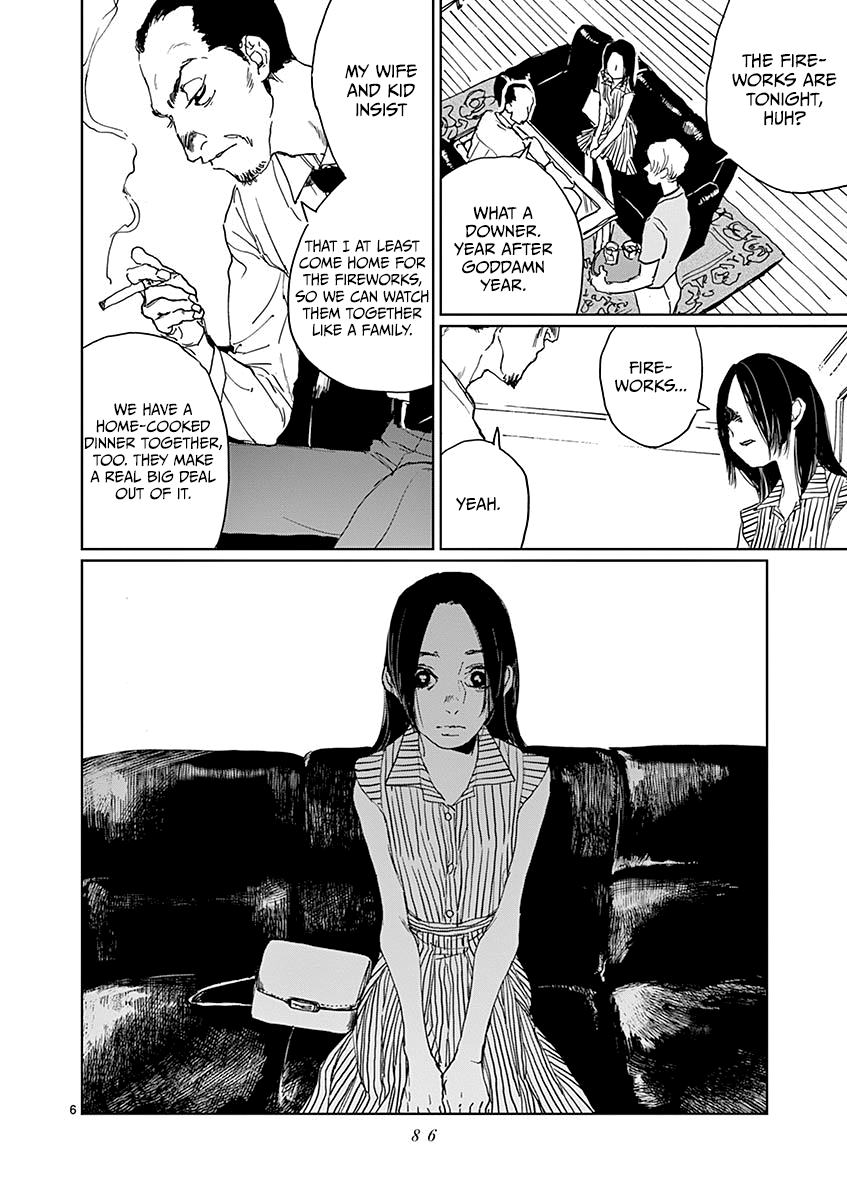 THE FIRE-
WORKS ARE
TONIGHT,
HUH?
WHAT A
DOWNER.
YEAR AFTER
GODDAMN
YEAR.
FIRE-
WORKS...
YEAH.
MY WIFE
AND KID
INSIST
THAT I AT LEAST
COME HOME FOR
THE FIREWORKS,
SO WE CAN WATCH
THEM TOGETHER
LIKE A FAMILY.
WE HAVE A
HOME-COOKED
DINNER TOGETHER,
TOO. THEY MAKE
A REAL BIG DEAL
OUT OF IT.
6
86